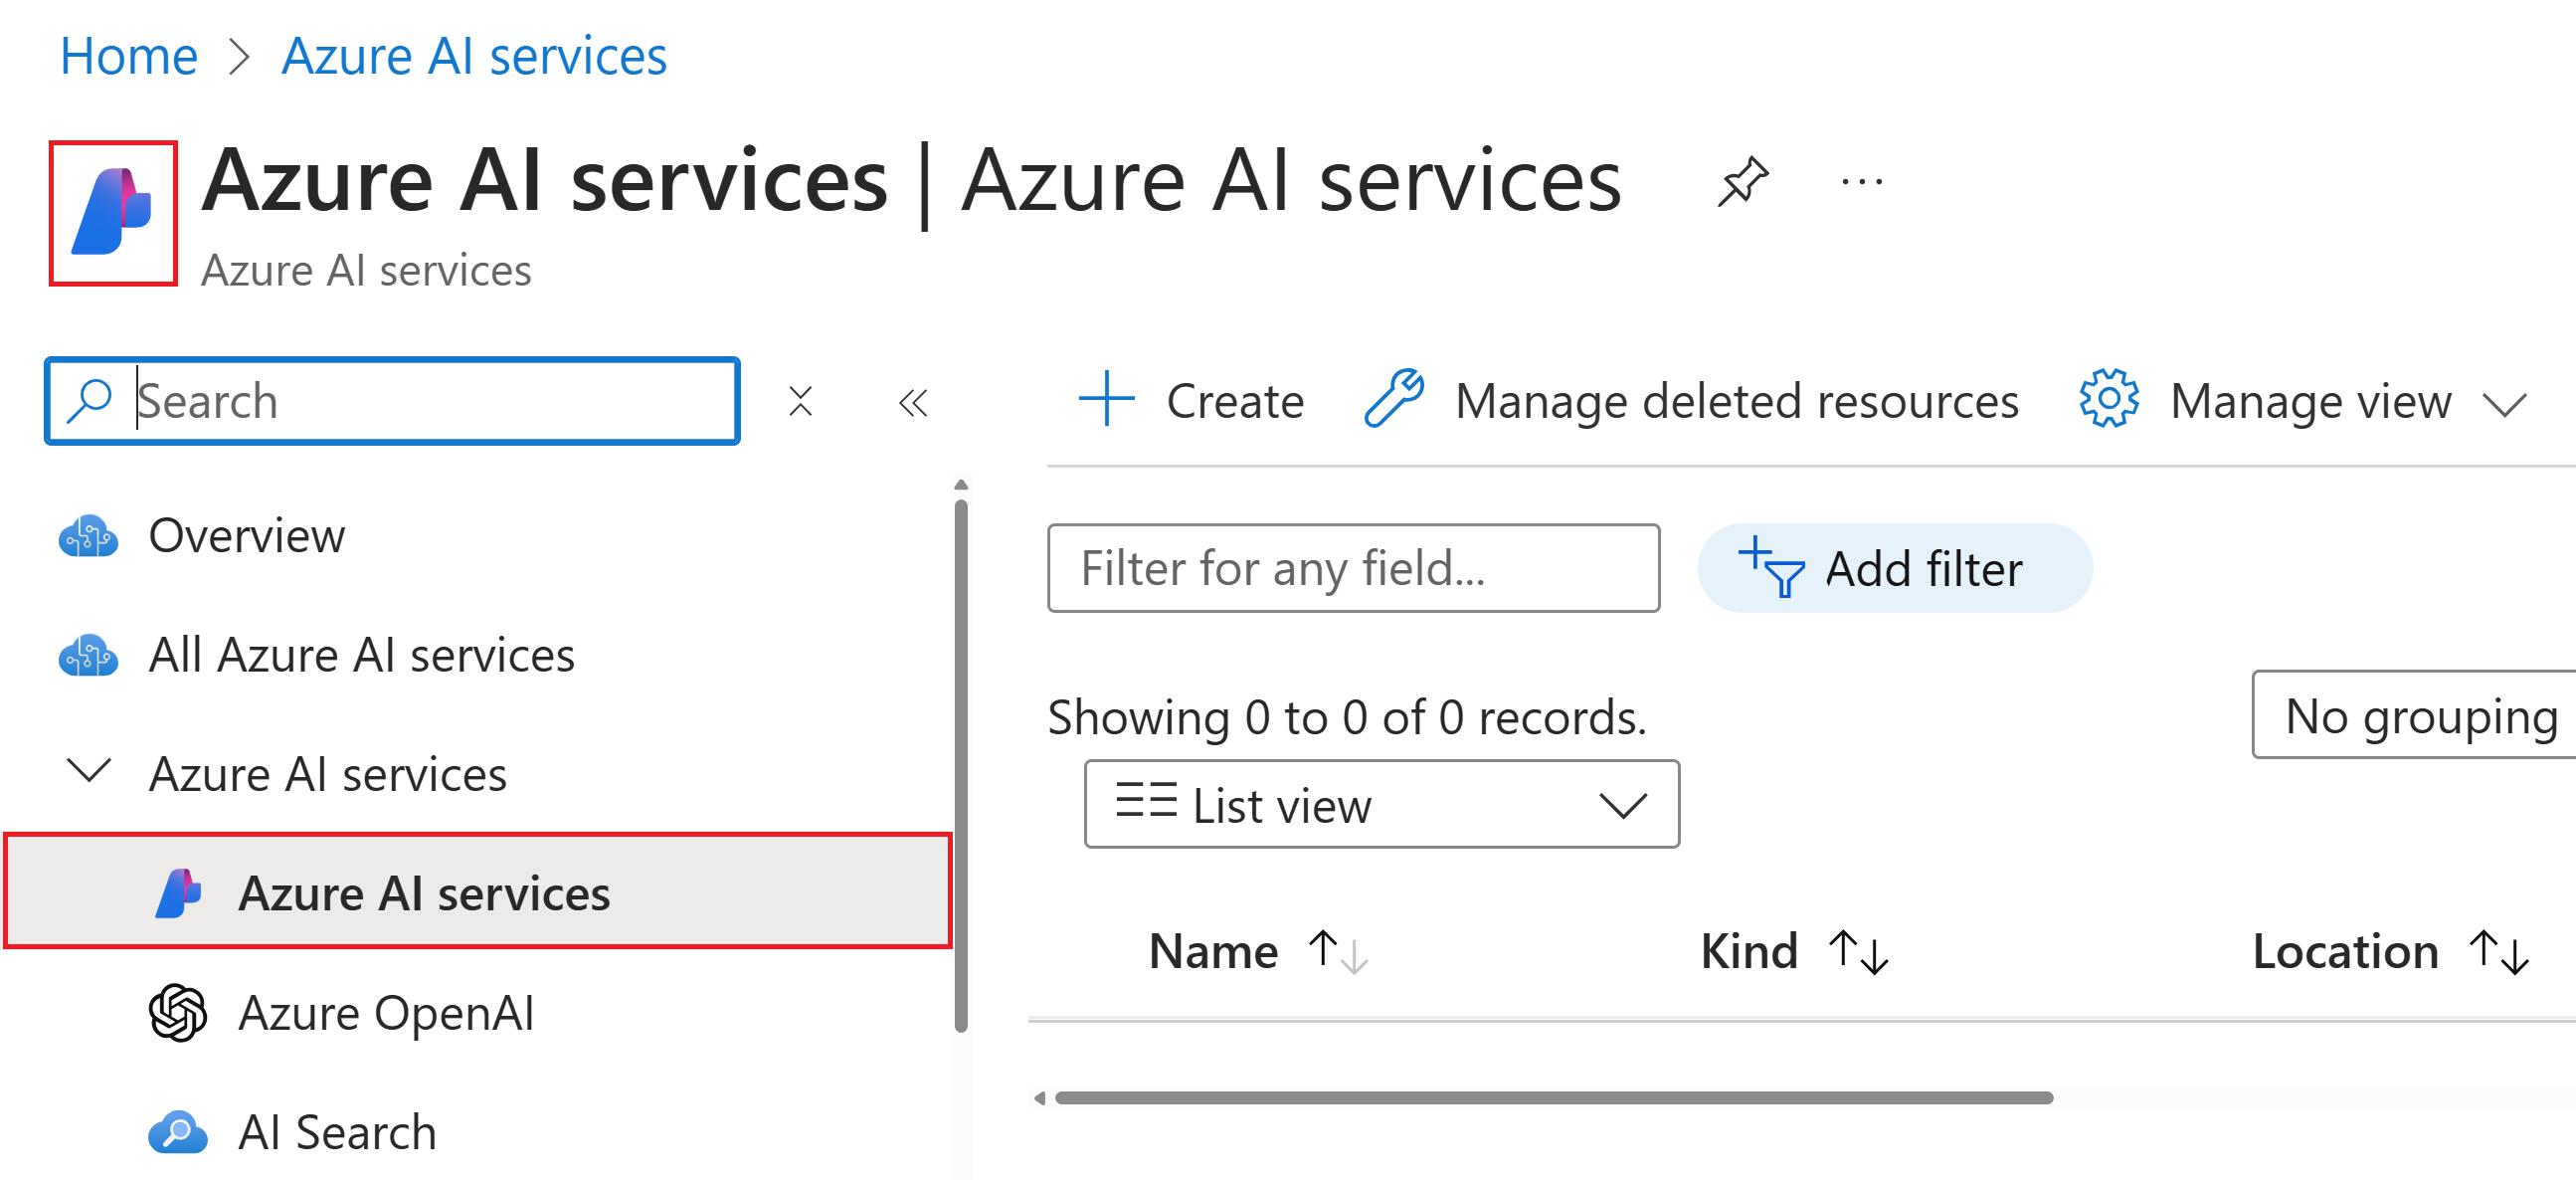 Home > Azure AI services
Azure AI services | Azure AI services
Azure AI services
Search
Create
Manage deleted resources
Manage view
Overview
All Azure AI services
Azure AI services
Azure AI services
Azure OpenAI
AI Search
Filter for any field...
Add filter
Showing 0 to 0 of 0 records.
No grouping
List view
Name
Kind
Location